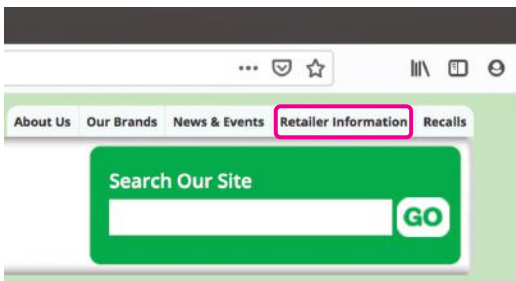 About Us Our Brands News & Events Retailer Information Recalls
Search Our Site
GO